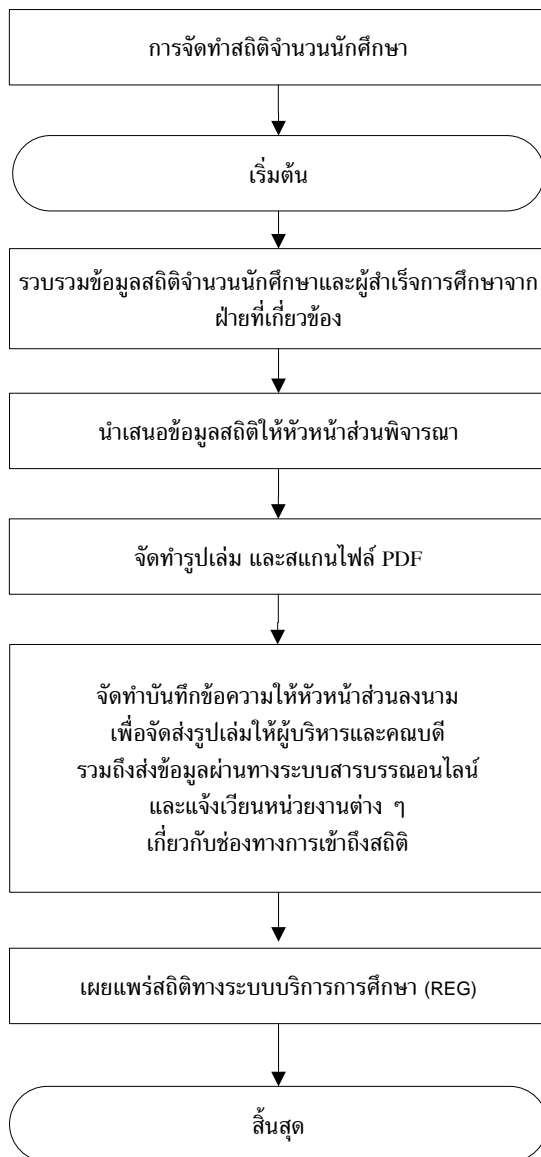 การจัดทำสถิติจำนวนนักศึกษา
เริ่มต้น
รวบรวมข้อมูลสถิติจำนวนนักศึกษาและผู้สำเร็จการศึกษาจาก
ฝ่ายที่เกี่ยวข้อง
นำเสนอข้อมูลสถิติให้หัวหน้าส่วนพิจารณา
จัดทำรูปเล่ม และสแกนไฟล์ PDF
จัดทำบันทึกข้อความให้หัวหน้าส่วนลงนาม
เพื่อจัดส่งรูปเล่มให้ผู้บริหารและคณบดี
รวมถึงส่งข้อมูลผ่านทางระบบสารบรรณอนไลน์
และแจ้งเวียนหน่วยงานต่าง ๆ
เกี่ยวกับช่องทางการเข้าถึงสถิติ
เผยแพร่สถิติทางระบบบริการการศึกษา (REG)
สิ้นสุด